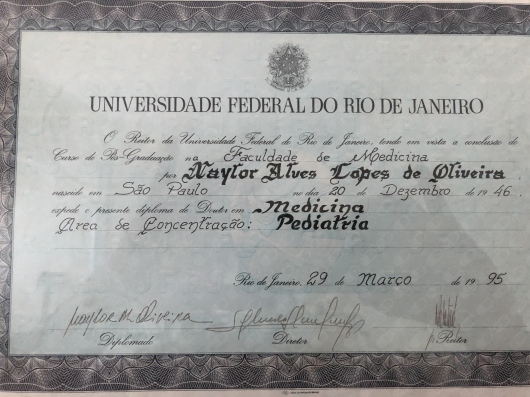 UNIVERSIDADE FEDERAL DO RIO DE JANEIRO
O Reitor da Universidade Federal do Rio de Janeiro, tendo em vista a conclusão do
Curso de Pós-Graduação na Faculdade de Medicina
por Naylor Alves Lopes de Oliveira
nascido em São Paulo no dia 20 de Dezembro de 1946
expede o presente diploma de Doutor em Medicina
Área de Concentração: Pediatria
Rio de Janeiro, 29 de Março de 1995
Diplomado Diretor Reitor